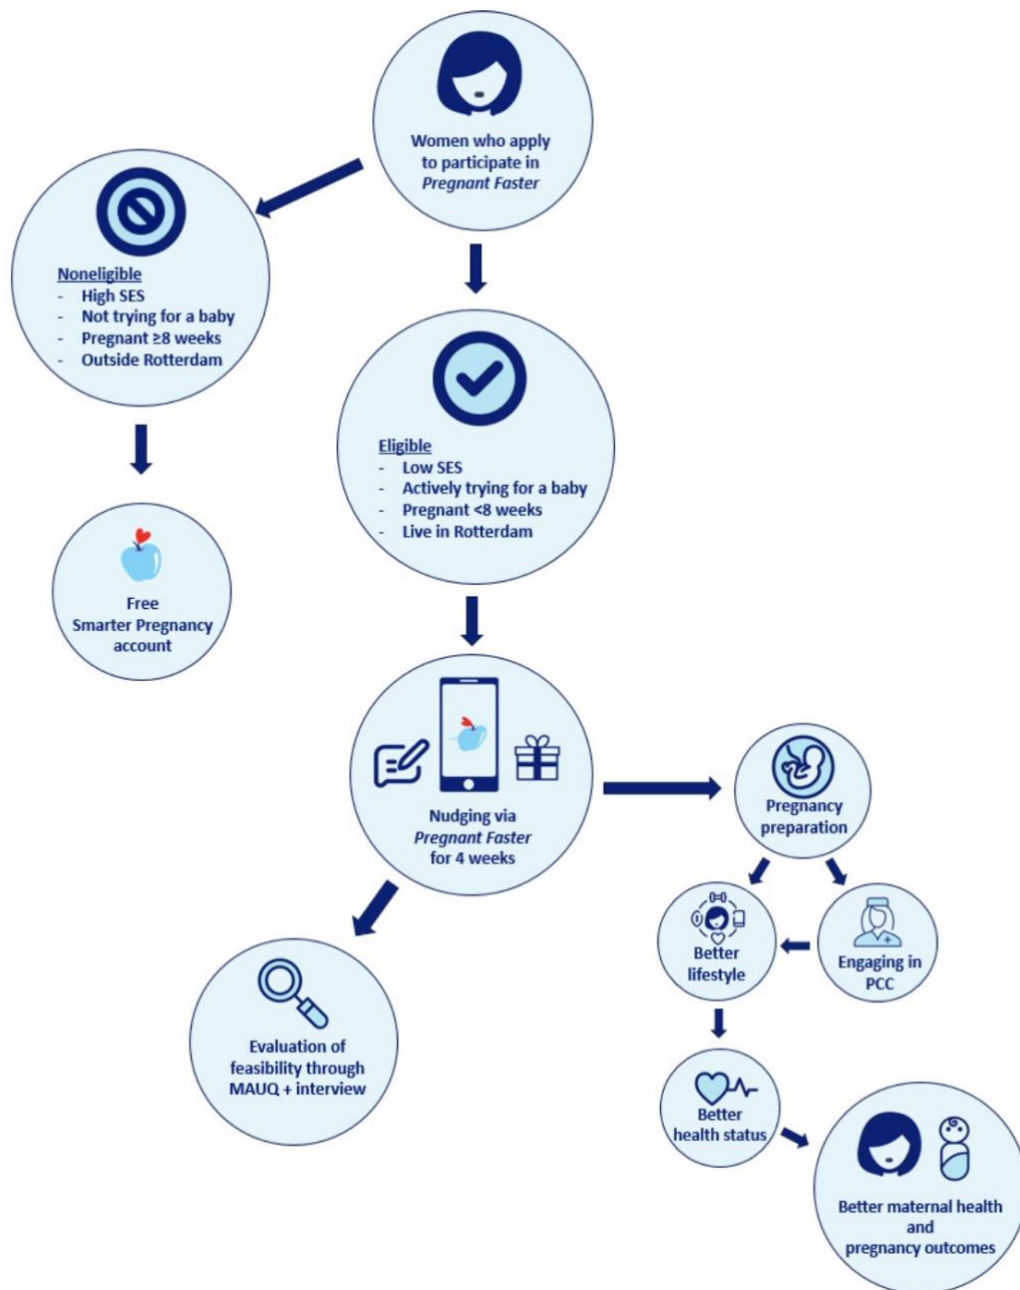 Women who apply
to participate in
Pregnant Faster
Noneligible
- High SES
- Not trying for a baby
- Pregnant ≥8 weeks
- Outside Rotterdam
Eligible
- Low SES
- Actively trying for a baby
- Pregnant <8 weeks
- Live in Rotterdam
Free
Smarter Pregnancy
account
Nudging via
Pregnant Faster
for 4 weeks
Pregnancy
preparation
Better
lifestyle
Engaging in
PCC
Evaluation of
feasibility through
MAUQ + interview
Better
health status
Better maternal health
and
pregnancy outcomes